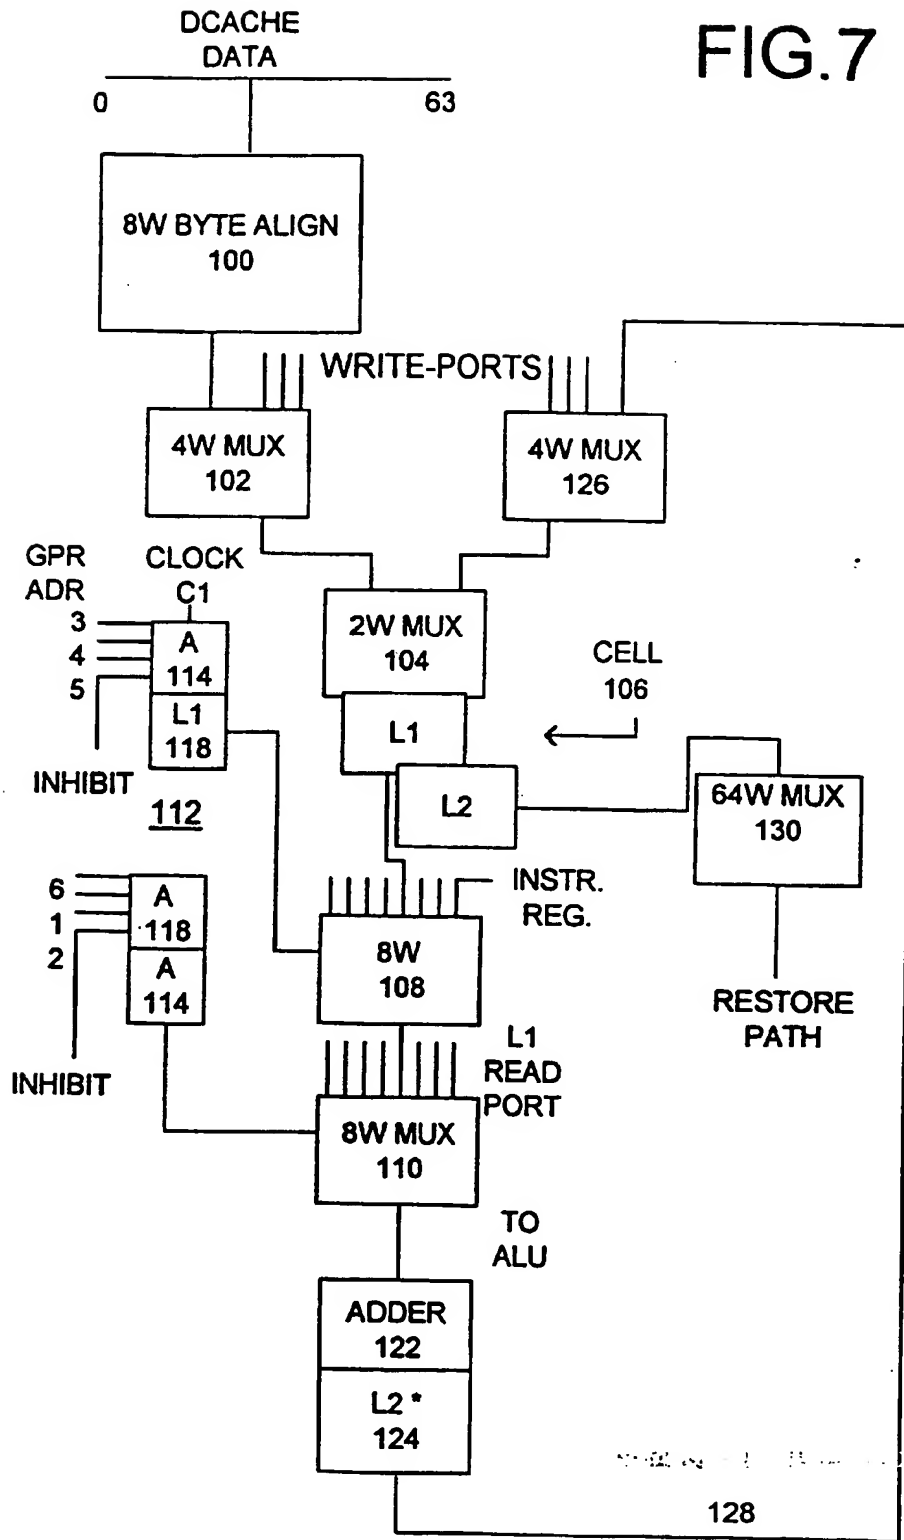 DCACHE
DATA
FIG.7
0
63
8W BYTE ALIGN
100
WRITE-PORTS
4W MUX
102
4W MUX
126
GPR
ADR
CLOCK
C1
3
4
5
A
114
L1
118
INHIBIT
112
2W MUX
104
L1
L2
CELL
106
64W MUX
130
RESTORE
PATH
6
1
2
A
118
A
114
INHIBIT
INSTR.
REG.
8W
108
L1
READ
PORT
8W MUX
110
TO
ALU
ADDER
122
L2 *
124
128